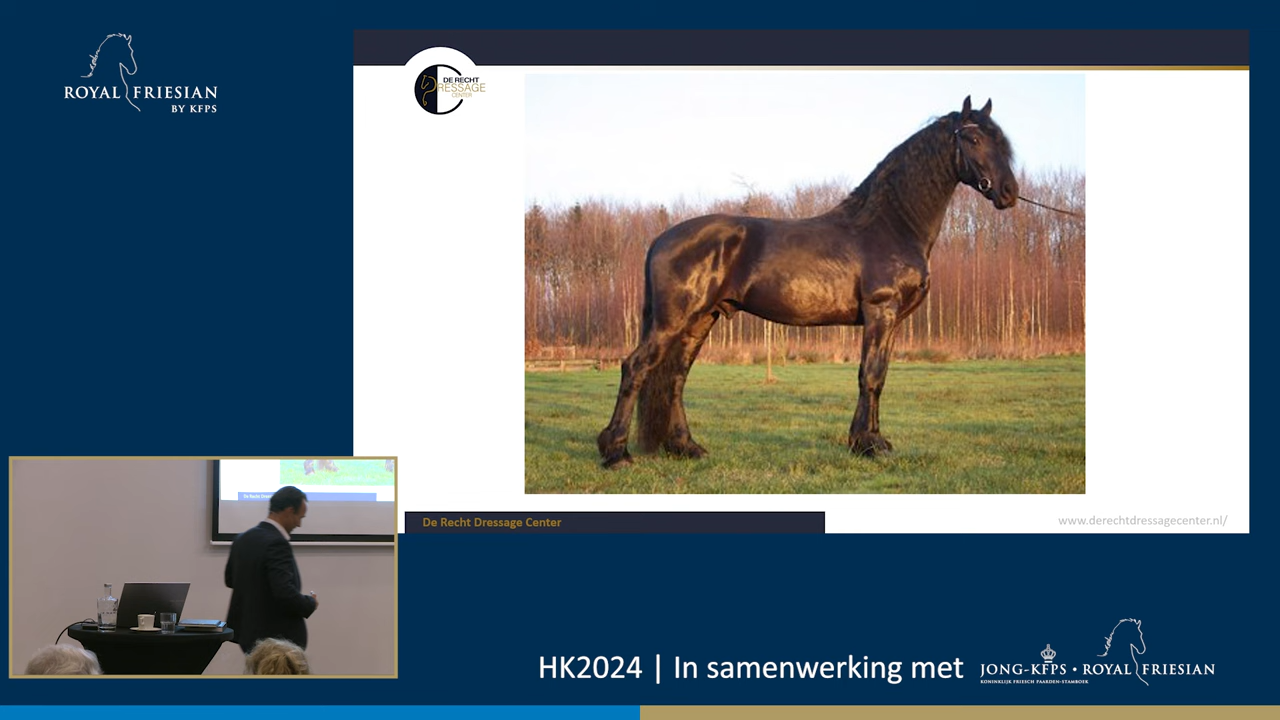 ROYAL FRIESIAN
BY KFPS
DE RECHT
DRESSAGE
CENTER
De Recht Dressage Center
www.derechtdressagecenter.nl/
HK2024 | In samenwerking met
JONG-KFPS • ROYAL FRIESIAN
KONINKLIJK FRIESCH PAARDEN-STAMBOEK